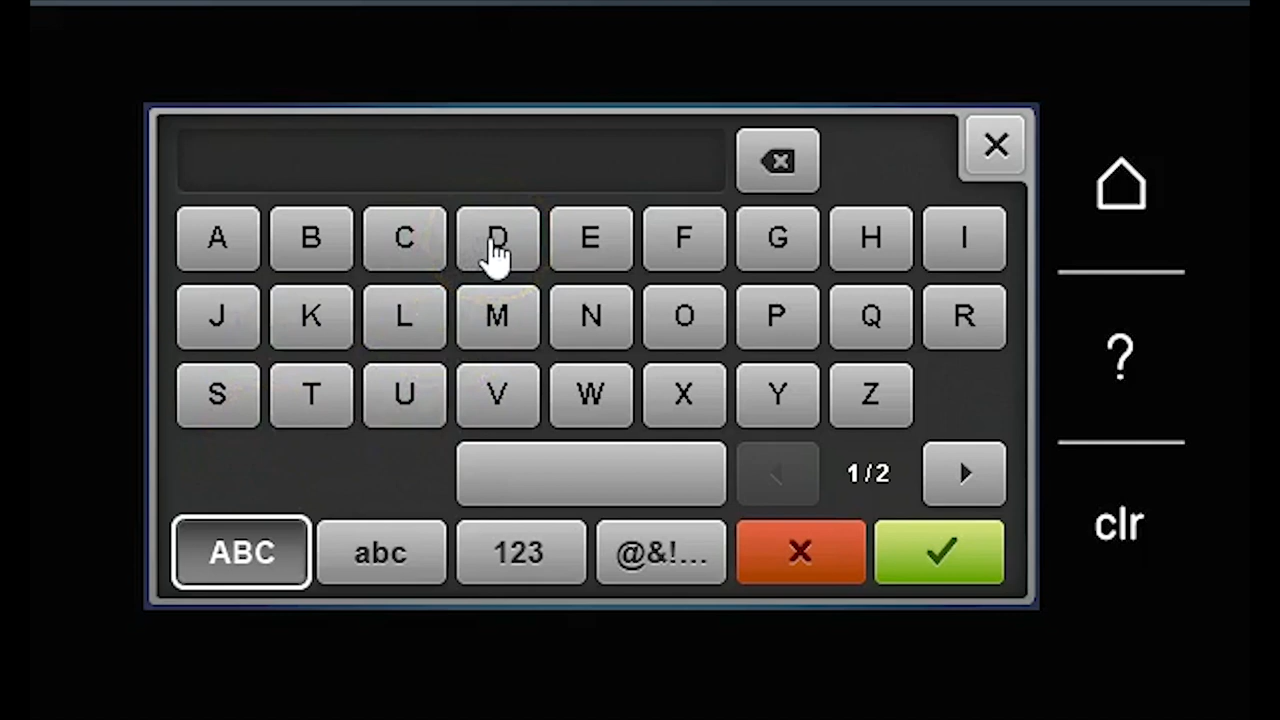 A B C D E F G H I
J K L M N O P Q R
?
S T U V W X Y Z
1/2
clr
ABC abc 123 @&!...